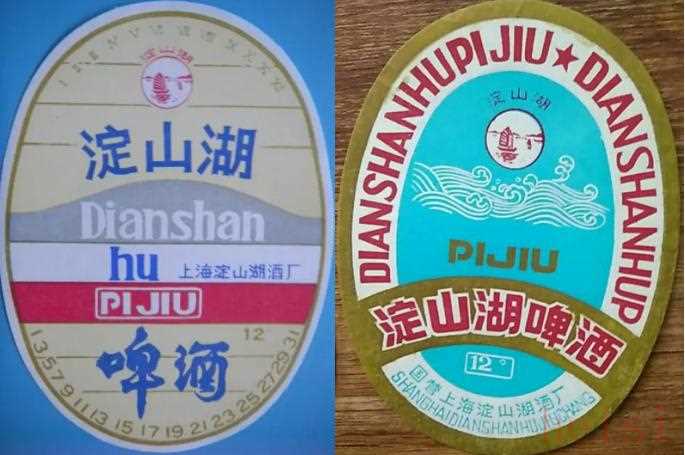 淀山湖
淀山湖
Dianshan
hu
上海淀山湖酒厂
PIJIU
12
啤酒
1 3 5 7 9 11 13 15 17 19 21 23 25 27 29 31
DIANSHANHUPIJIU★DIANSHANHUP
淀山湖
PIJIU
淀山湖啤酒
12°
国营上海淀山湖酒厂
SHANGHAIDIANSHANHUJIUCHANG